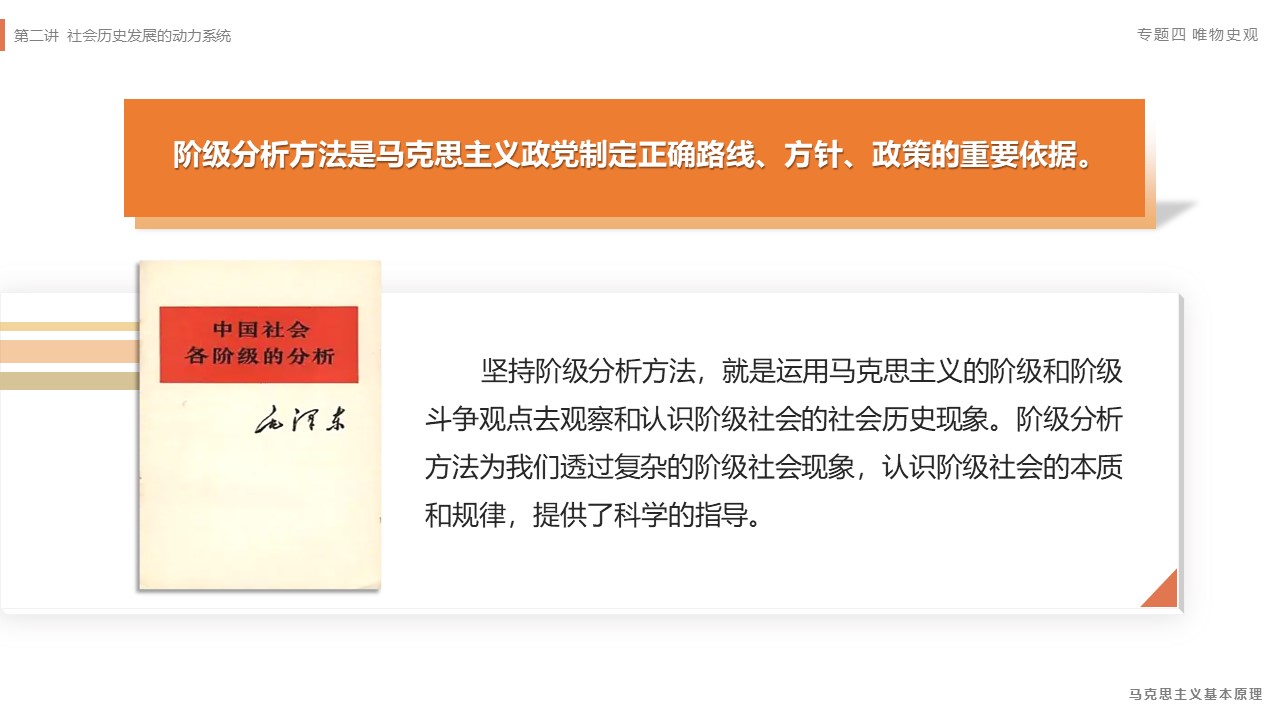 第二讲 社会历史发展的动力系统
专题四 唯物史观
阶级分析方法是马克思主义政党制定正确路线、方针、政策的重要依据。
中国社会
各阶级的分析
毛泽东
坚持阶级分析方法，就是运用马克思主义的阶级和阶级
斗争观点去观察和认识阶级社会的社会历史现象。阶级分析
方法为我们透过复杂的阶级社会现象，认识阶级社会的本质
和规律，提供了科学的指导。
马克思主义基本原理